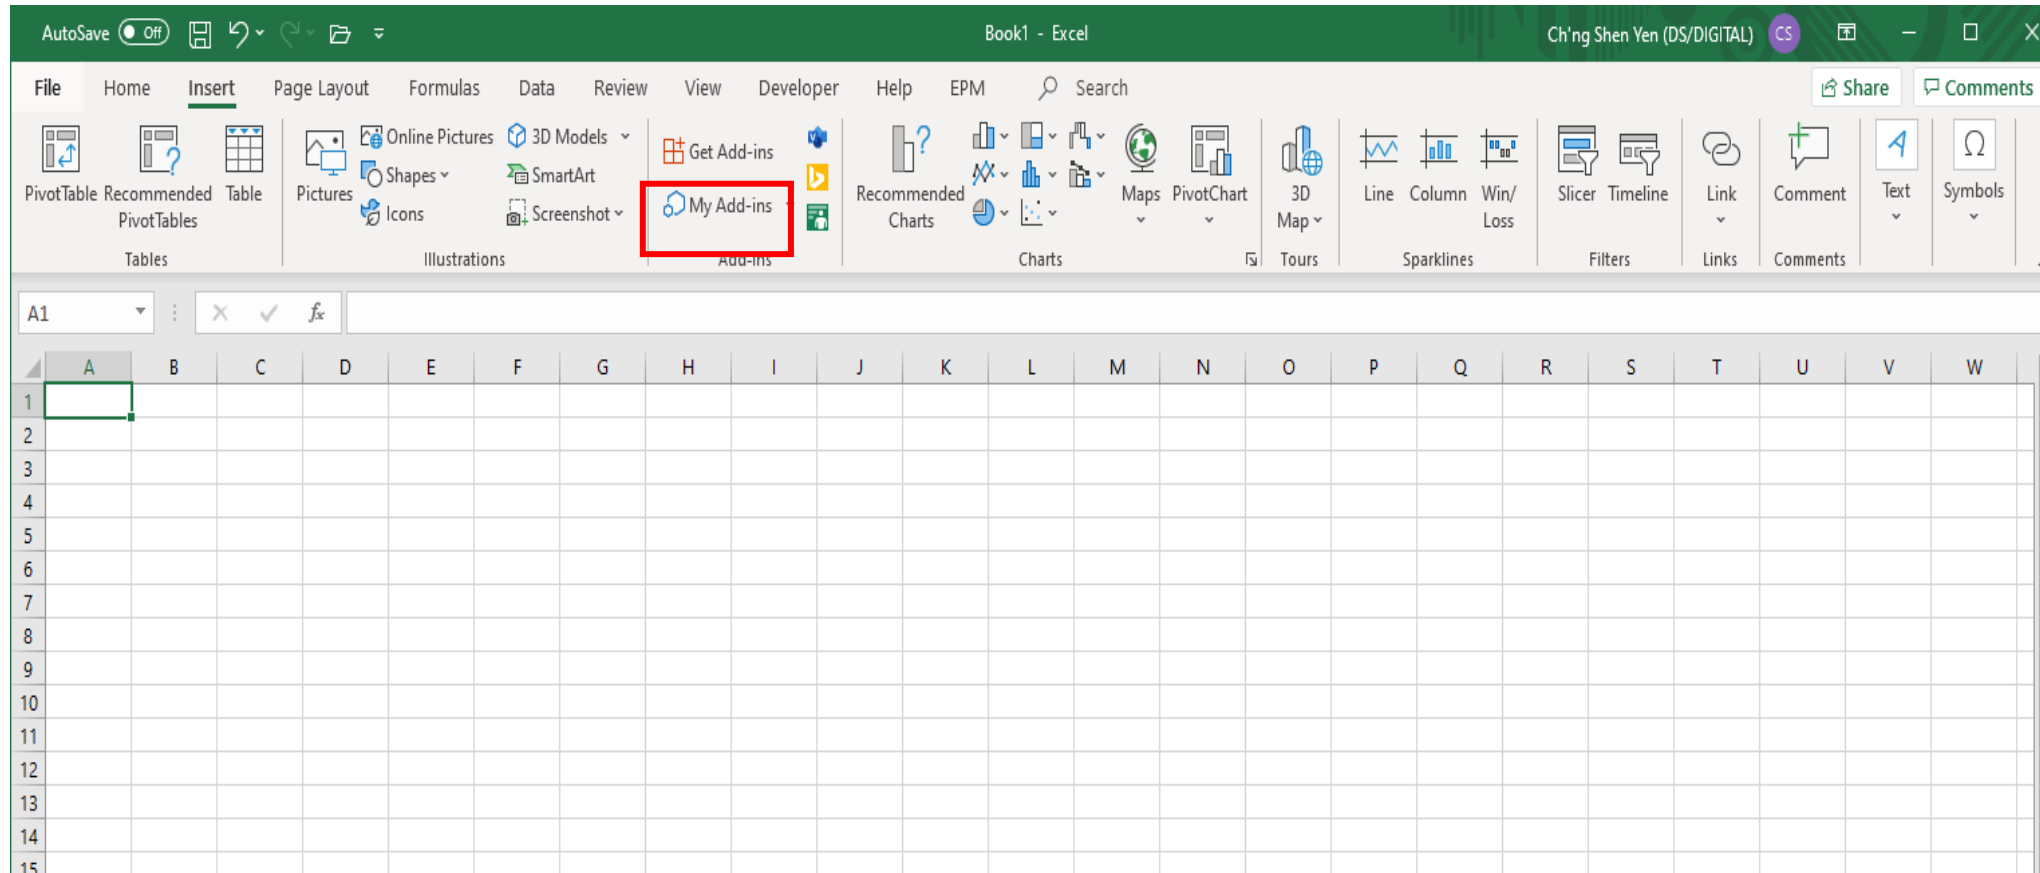 AutoSave Off Book1 - Excel Ch'ng Shen Yen (DS/DIGITAL) CS
File Home Insert Page Layout Formulas Data Review View Developer Help EPM Search Share Comments
PivotTable
Recommended
PivotTables
Table
Tables
Pictures
Online Pictures
Shapes
Icons
3D Models
SmartArt
Screenshot
Illustrations
Get Add-ins
My Add-ins
Add-ins
Recommended
Charts
Maps
PivotChart
Charts
3D
Map
Tours
Line
Column
Win/
Loss
Sparklines
Slicer
Timeline
Filters
Link
Links
Comment
Comments
Text
Ω
Symbols
A1 fx
A B C D E F G H I J K L M N O P Q R S T U V W
1
2
3
4
5
6
7
8
9
10
11
12
13
14
15